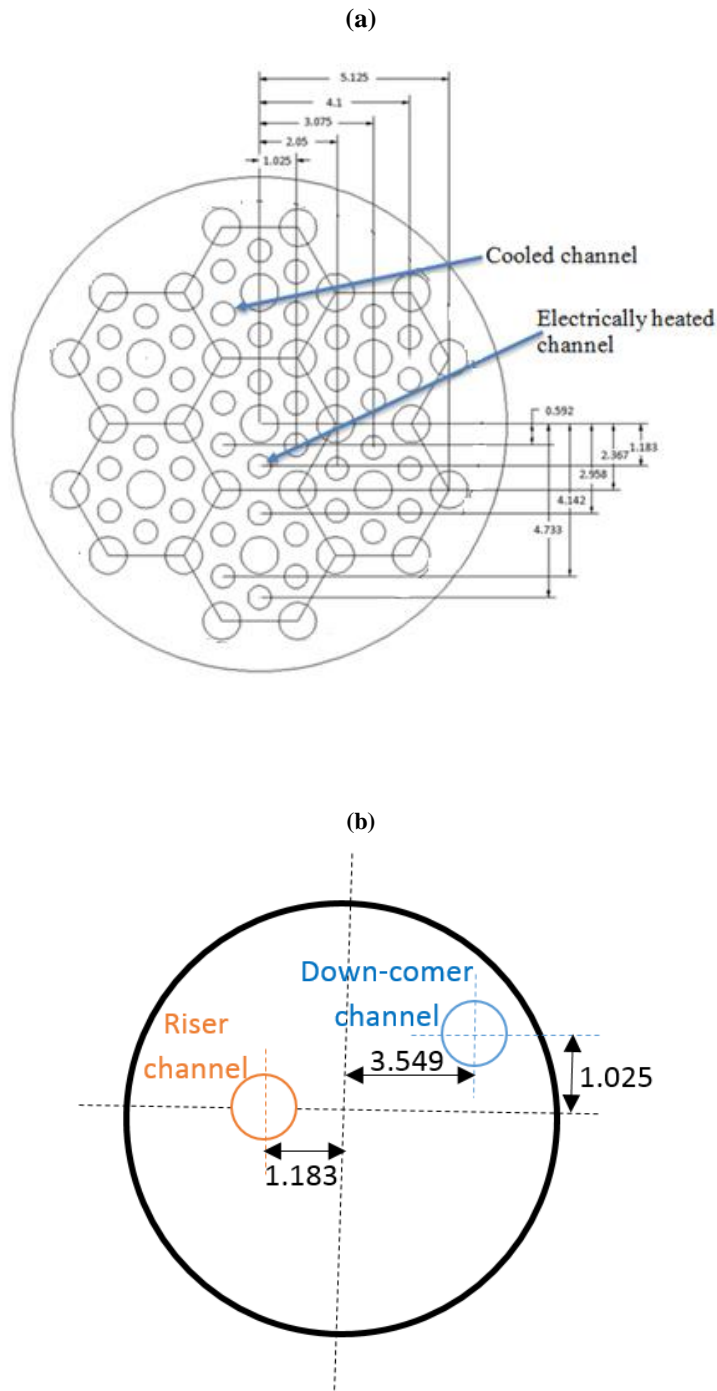 (a)
5.125
4.1
3.075
2.05
1.025
Cooled channel
Electrically heated
channel
0.592
1.183
2.367
2.958
4.142
4.733
(b)
Down-comer
channel
Riser
channel
3.549
1.025
1.183